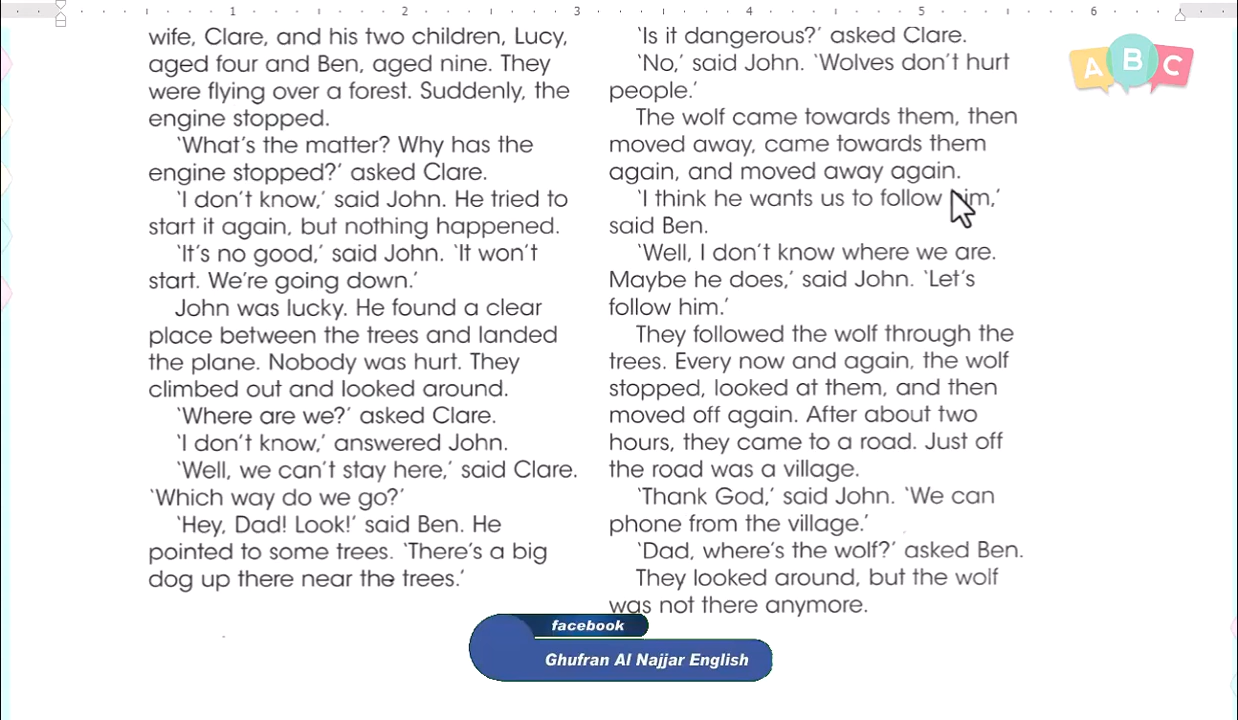 wife, Clare, and his two children, Lucy,
aged four and Ben, aged nine. They
were flying over a forest. Suddenly, the
engine stopped.
‘What’s the matter? Why has the
engine stopped?’ asked Clare.
‘I don’t know,’ said John. He tried to
start it again, but nothing happened.
‘It’s no good,’ said John. ‘It won’t
start. We’re going down.’
John was lucky. He found a clear
place between the trees and landed
the plane. Nobody was hurt. They
climbed out and looked around.
‘Where are we?’ asked Clare.
‘I don’t know,’ answered John.
‘Well, we can’t stay here,’ said Clare.
‘Which way do we go?’
‘Hey, Dad! Look!’ said Ben. He
pointed to some trees. ‘There’s a big
dog up there near the trees.’
‘Is it dangerous?’ asked Clare.
‘No,’ said John. ‘Wolves don’t hurt
people.’
The wolf came towards them, then
moved away, came towards them
again, and moved away again.
‘I think he wants us to follow him,’
said Ben.
‘Well, I don’t know where we are.
Maybe he does,’ said John. ‘Let’s
follow him.’
They followed the wolf through the
trees. Every now and again, the wolf
stopped, looked at them, and then
moved off again. After about two
hours, they came to a road. Just off
the road was a village.
‘Thank God,’ said John. ‘We can
phone from the village.’
‘Dad, where’s the wolf?’ asked Ben.
They looked around, but the wolf
was not there anymore.
1 2 3 4 5 6
A B C
facebook
Ghufran Al Najjar English